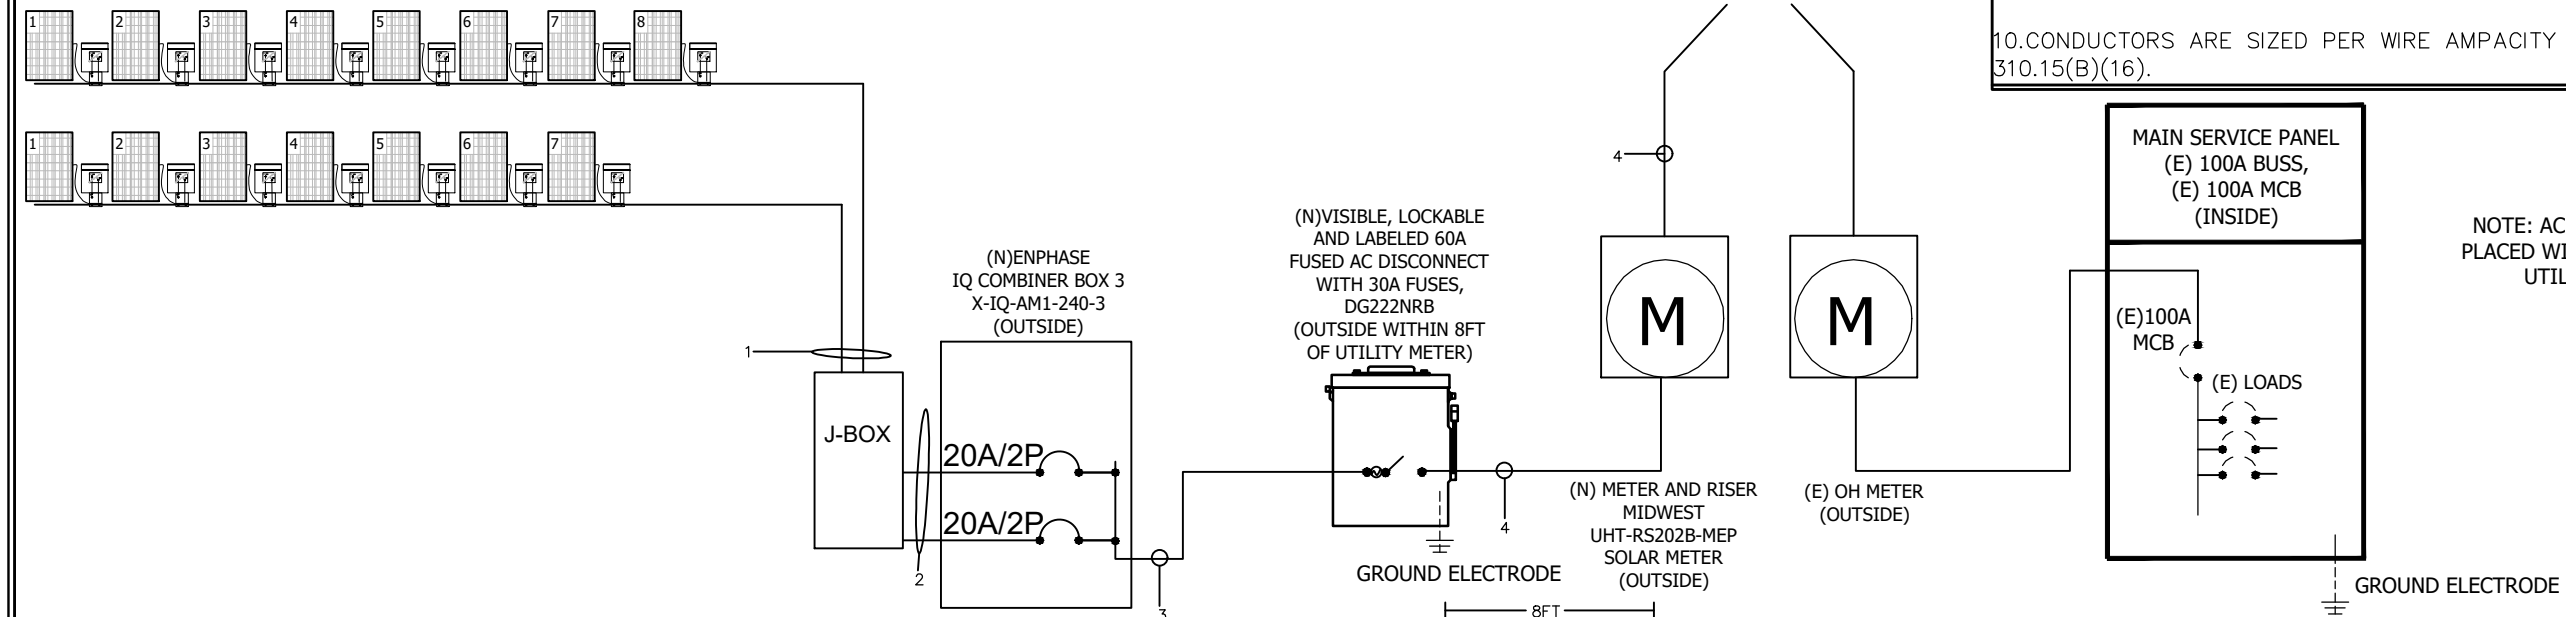 1 2 3 4 5 6 7 8
1 2 3 4 5 6 7
10.CONDUCTORS ARE SIZED PER WIRE AMPACITY
310.15(B)(16).
(N)ENPHASE
IQ COMBINER BOX 3
X-IQ-AM1-240-3
(OUTSIDE)
1
J-BOX
2
20A/2P
20A/2P
3
(N)VISIBLE, LOCKABLE
AND LABELED 60A
FUSED AC DISCONNECT
WITH 30A FUSES,
DG222NRB
(OUTSIDE WITHIN 8FT
OF UTILITY METER)
GROUND ELECTRODE
4
8FT
4
M
(N) METER AND RISER
MIDWEST
UHT-RS202B-MEP
SOLAR METER
(OUTSIDE)
M
(E) OH METER
(OUTSIDE)
MAIN SERVICE PANEL
(E) 100A BUSS,
(E) 100A MCB
(INSIDE)
(E)100A
MCB
(E) LOADS
GROUND ELECTRODE
NOTE: AC
PLACED WI
UTIL